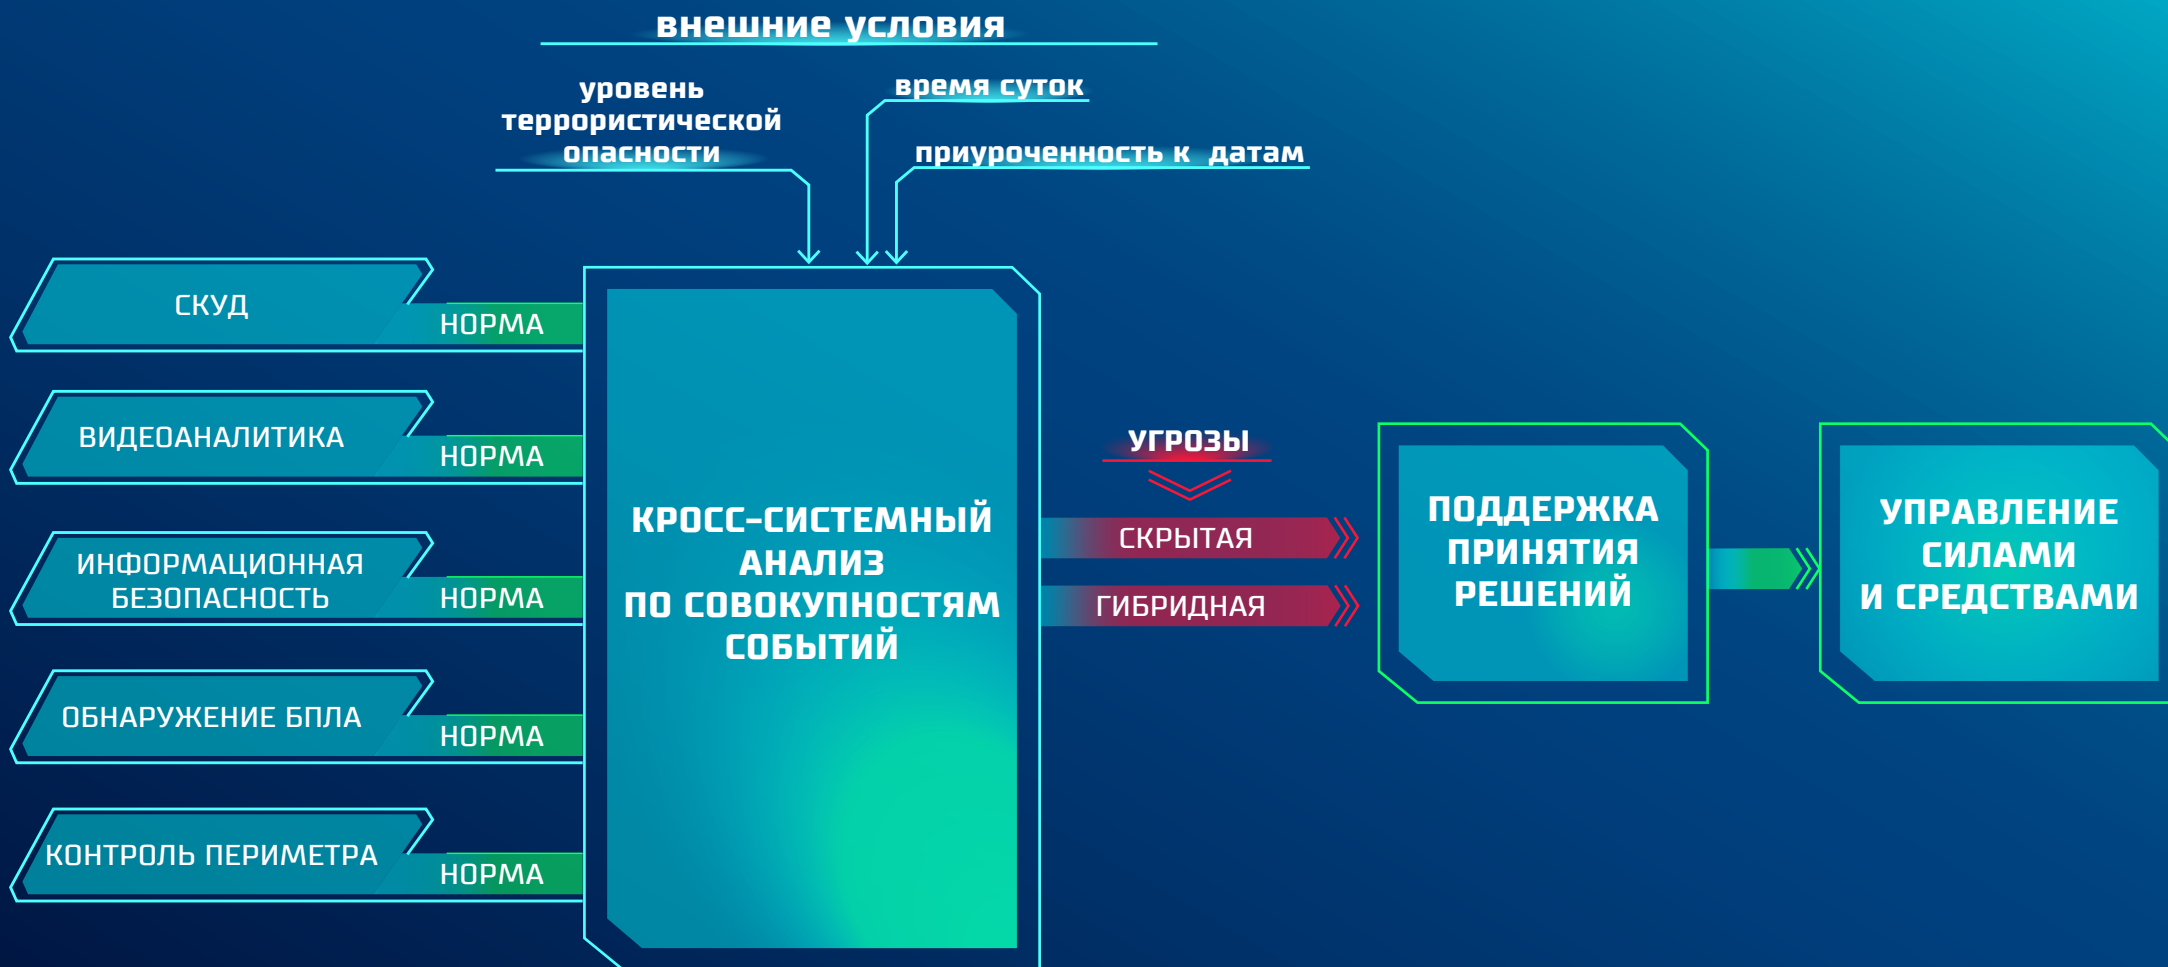 внешние условия
уровень
террористической
опасности
время суток
приуроченность к датам
СКУД
НОРМА
ВИДЕОАНАЛИТИКА
НОРМА
ИНФОРМАЦИОННАЯ
БЕЗОПАСНОСТЬ
НОРМА
ОБНАРУЖЕНИЕ БПЛА
НОРМА
КОНТРОЛЬ ПЕРИМЕТРА
НОРМА
КРОСС-СИСТЕМНЫЙ
АНАЛИЗ
ПО СОВОКУПНОСТЯМ
СОБЫТИЙ
УГРОЗЫ
СКРЫТАЯ
ГИБРИДНАЯ
ПОДДЕРЖКА
ПРИНЯТИЯ
РЕШЕНИЙ
УПРАВЛЕНИЕ
СИЛАМИ
И СРЕДСТВАМИ